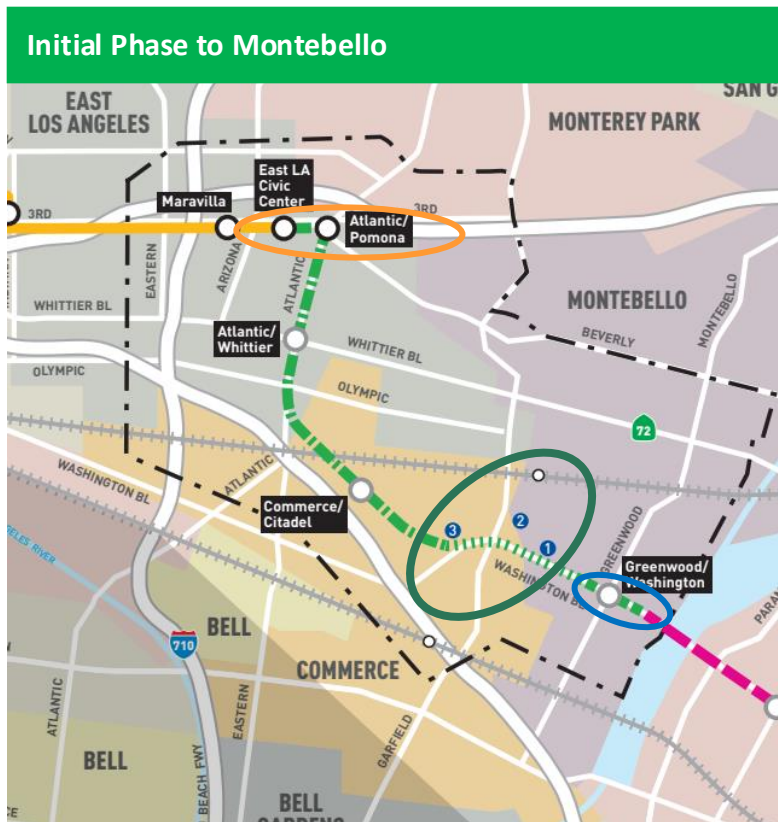 Initial Phase to Montebello
SAN G
EAST
LOS ANGELES
MONTEREY PARK
East LA
Civic
Center
Maravilla
3RD
3RD
Atlantic/
Pomona
EASTERN
ARIZONA
ATLANTIC
MONTEBELLO
MONTEBELLO
WHITTIER BL
BEVERLY
Atlantic/
Whittier
WHITTIER BL
OLYMPIC
OLYMPIC
72
WASHINGTON BL
ATLANTIC
Commerce/
Citadel
3
2
1
GREENWOOD
Greenwood/
Washington
WASHINGTON BL
GELES RIVER
710
BELL
COMMERCE
GARFIELD
ATLANTIC
EASTERN
BEACH FWY
BELL
BELL
GARDENS